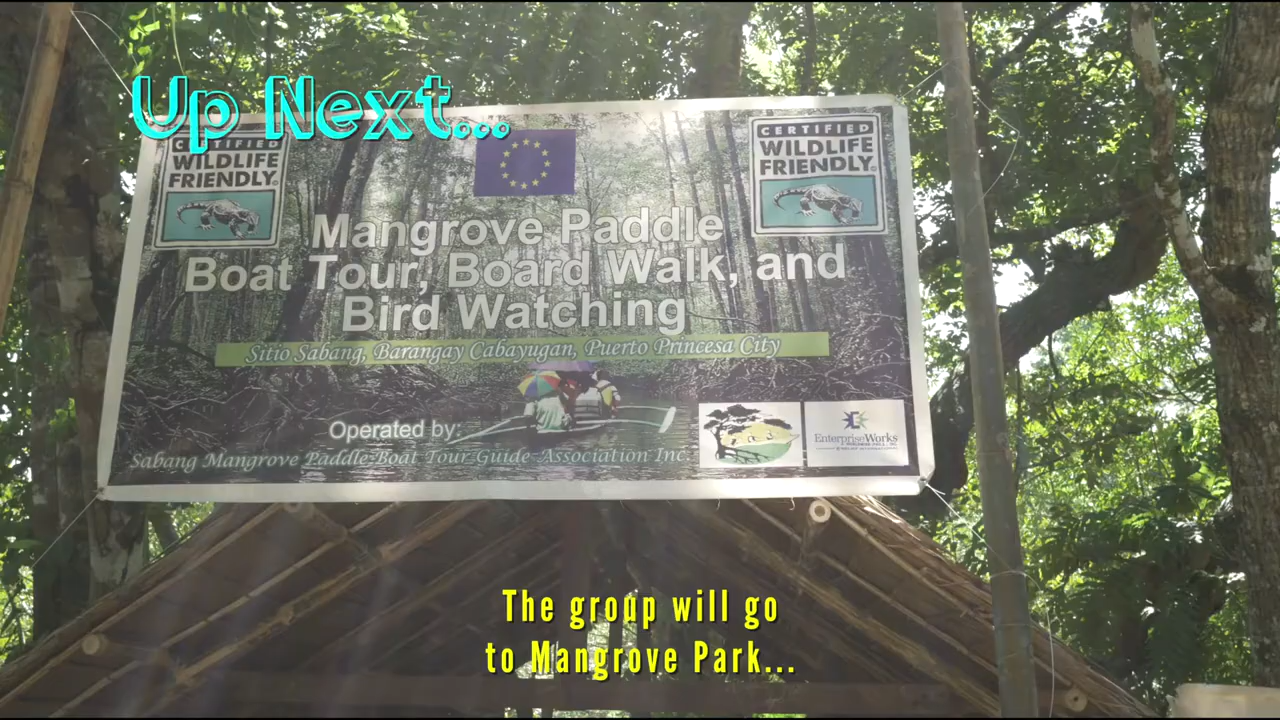 Up Next...
CERTIFIED
WILDLIFE
FRIENDLY
CERTIFIED
WILDLIFE
FRIENDLY
Mangrove Paddle
Boat Tour, Board Walk, and
Bird Watching
Sitio Sabang, Barangay Cabayugan, Puerto Princesa City
Operated by:
Sabang Mangrove Paddle-Boat Tour Guide Association Inc.
EnterpriseWorks
The group will go
to Mangrove Park...